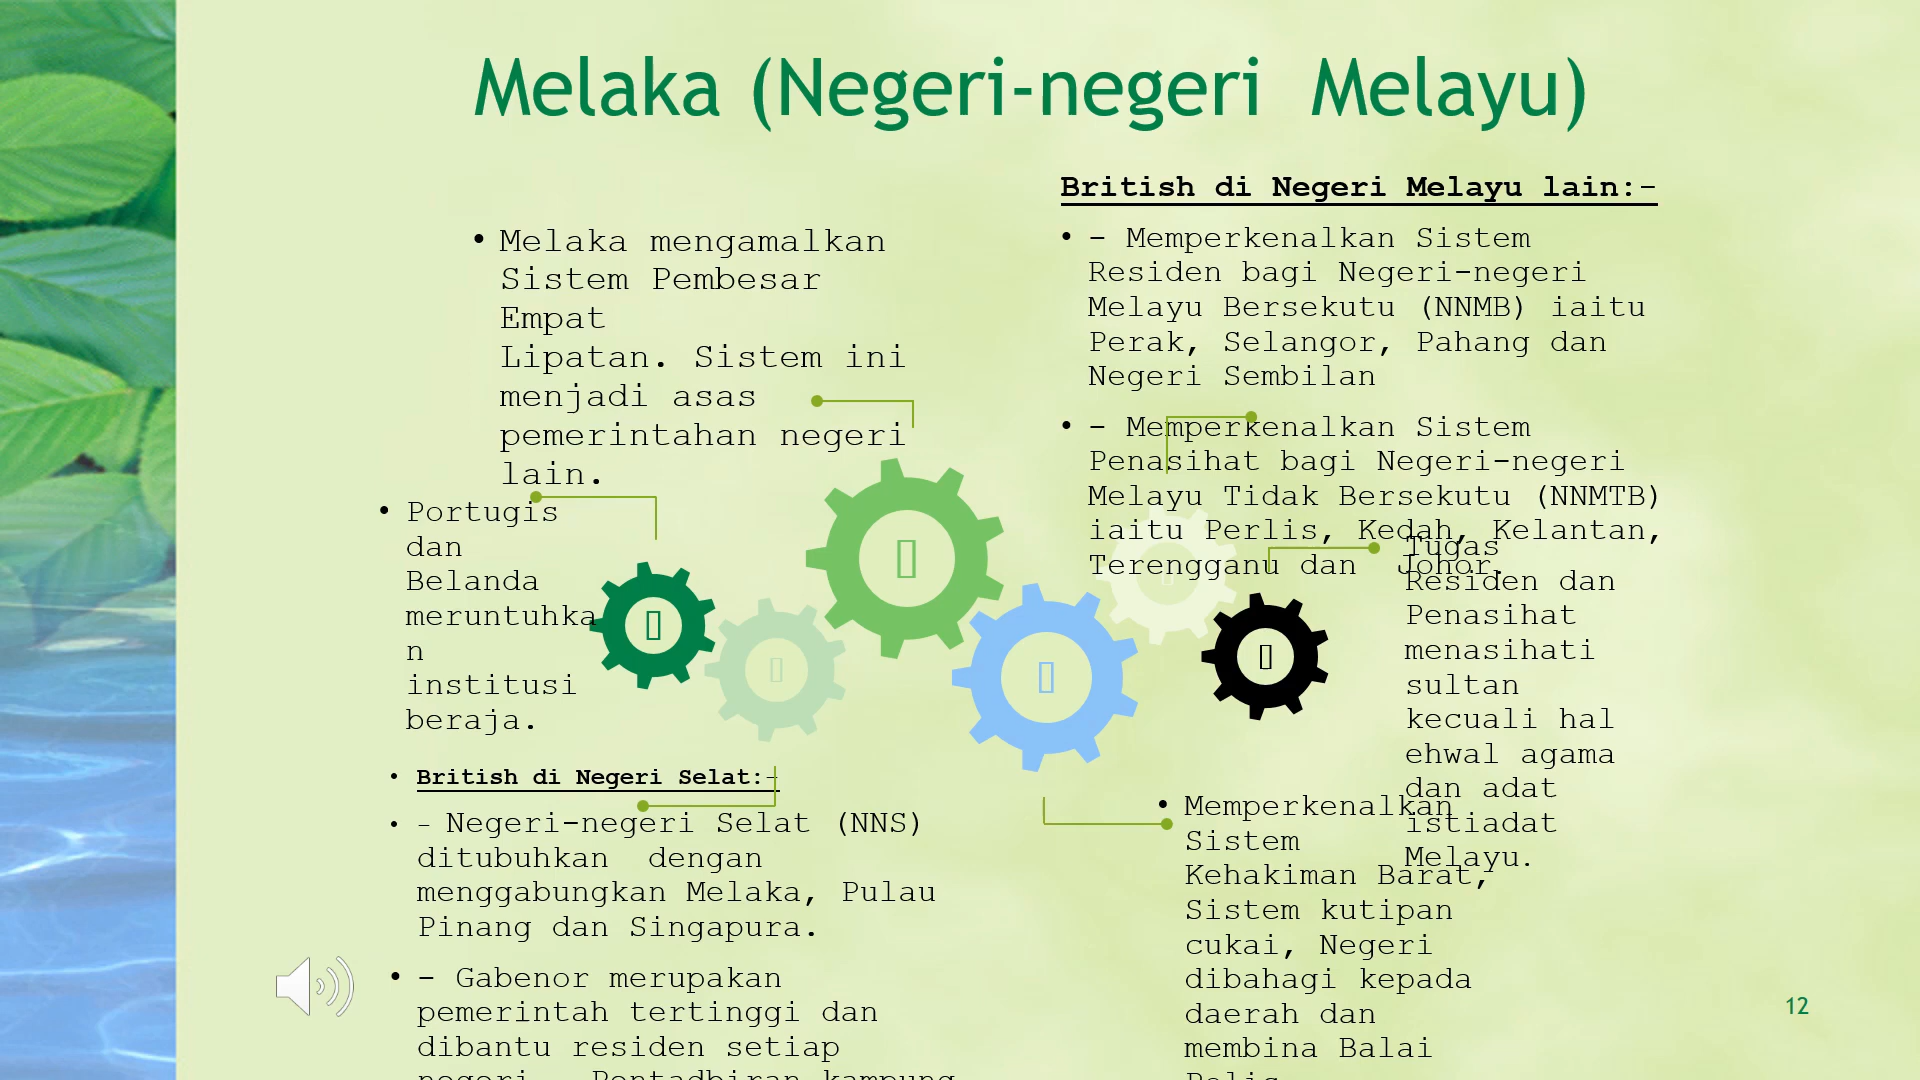 Melaka (Negeri-negeri  Melayu)
• Melaka mengamalkan
Sistem Pembesar
Empat
Lipatan. Sistem ini
menjadi asas
pemerintahan negeri
lain.
• Portugis
dan
Belanda
meruntuhka
n
institusi
beraja.
• British di Negeri Selat:-
• - Negeri-negeri Selat (NNS)
ditubuhkan  dengan
menggabungkan Melaka, Pulau
Pinang dan Singapura.
• - Gabenor merupakan
pemerintah tertinggi dan
dibantu residen setiap
negeri.  Pentadbiran kampung
British di Negeri Melayu lain:-
• - Memperkenalkan Sistem
Residen bagi Negeri-negeri
Melayu Bersekutu (NNMB) iaitu
Perak, Selangor, Pahang dan
Negeri Sembilan
• - Memperkenalkan Sistem
Penasihat bagi Negeri-negeri
Melayu Tidak Bersekutu (NNMTB)
iaitu Perlis, Kedah, Kelantan,
Terengganu dan  Johor.
Tugas
Residen dan
Penasihat
menasihati
sultan
kecuali hal
ehwal agama
dan adat
istiadat
Melayu.
• Memperkenalkan
Sistem
Kehakiman Barat,
Sistem kutipan
cukai, Negeri
dibahagi kepada
daerah dan
membina Balai
Polis
12